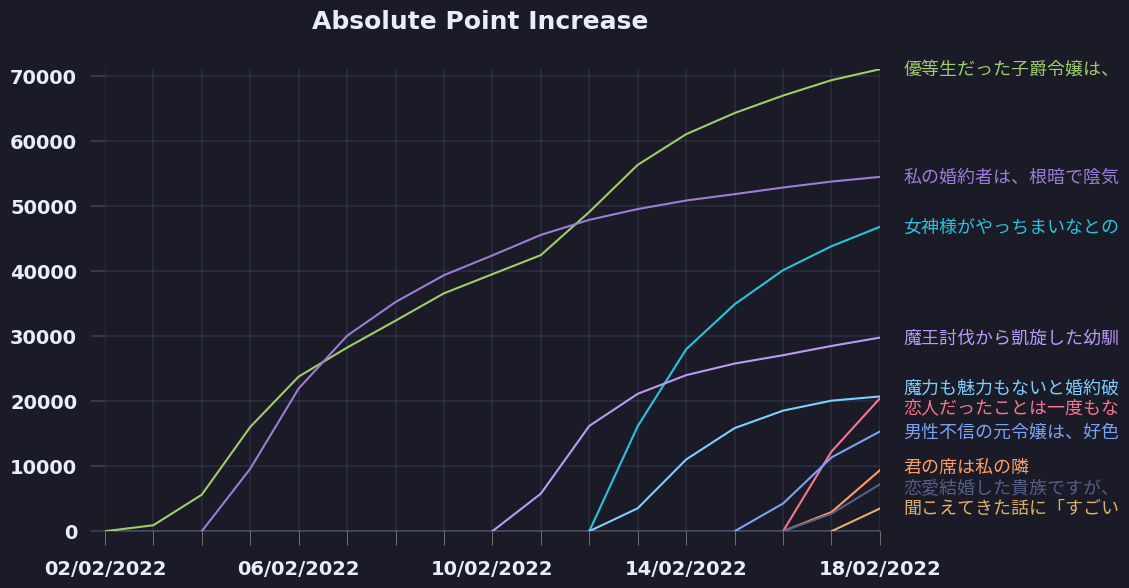 Absolute Point Increase
70000
60000
50000
40000
30000
20000
10000
0
02/02/2022
06/02/2022
10/02/2022
14/02/2022
18/02/2022
優等生だった子爵令嬢は、
私の婚約者は、根暗で陰気
女神様がやっちまいなとの
魔王討伐から凱旋した幼馴
魔力も魅力もないと婚約破
恋人だったことは一度もな
男性不信の元令嬢は、好色
君の席は私の隣
恋愛結婚した貴族ですが、
聞こえてきた話に「すごい